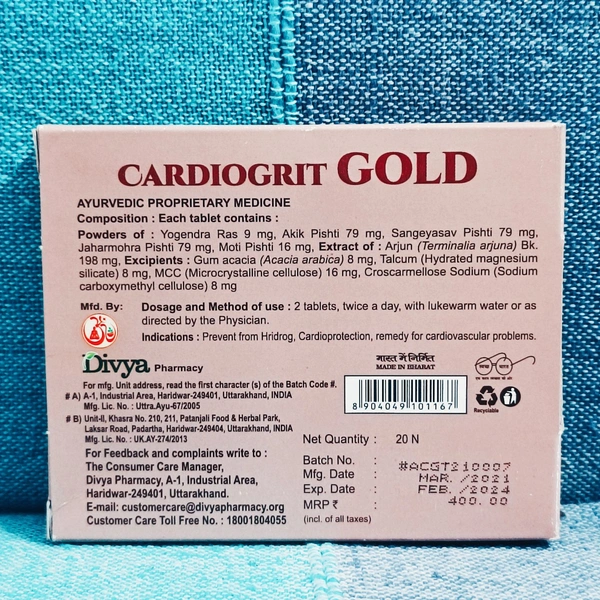 CARDIOGRIT GOLD
AYURVEDIC PROPRIETARY MEDICINE
Composition : Each tablet contains :
Powders of : Yogendra Ras 9 mg, Akik Pishti 79 mg, Sangeyasav Pishti 79 mg,
Jaharmohra Pishti 79 mg, Moti Pishti 16 mg, Extract of : Arjun (Terminalia arjuna) Bk.
198 mg, Excipients : Gum acacia (Acacia arabica) 8 mg, Talcum (Hydrated magnesium
silicate) 8 mg, MCC (Microcrystalline cellulose) 16 mg, Croscarmellose Sodium (Sodium
carboxymethyl cellulose) 8 mg
Mfd. By:
Dosage and Method of use : 2 tablets, twice a day, with lukewarm water or as
directed by the Physician.
Indications : Prevent from Hridrog, Cardioprotection, remedy for cardiovascular problems.
Divya Pharmacy
For mfg. Unit address, read the first character (s) of the Batch Code #.
# A) A-1, Industrial Area, Haridwar-249401, Uttarakhand, INDIA
Mfg. Lic. No. : Uttra.Ayu-67/2005
# B) Unit-II, Khasra No. 210, 211, Patanjali Food & Herbal Park,
Laksar Road, Padartha, Haridwar-249404, Uttarakhand, INDIA
Mfg. Lic. No. : UK.AY-274/2013
For Feedback and complaints write to :
The Consumer Care Manager,
Divya Pharmacy, A-1, Industrial Area,
Haridwar-249401, Uttarakhand.
E-mail: customercare@divyapharmacy.org
Customer Care Toll Free No. : 18001804055
भारत में निर्मित
MADE IN BHARAT
8 904049 101167
स्वच्छ भारत
एक कदम स्वच्छता की ओर
Recyclable
Net Quantity : 20 N
Batch No. : #ACGT210007
Mfg. Date : MAR. /2021
Exp. Date : FEB. /2024
MRP ₹ : 400.00
(incl. of all taxes)